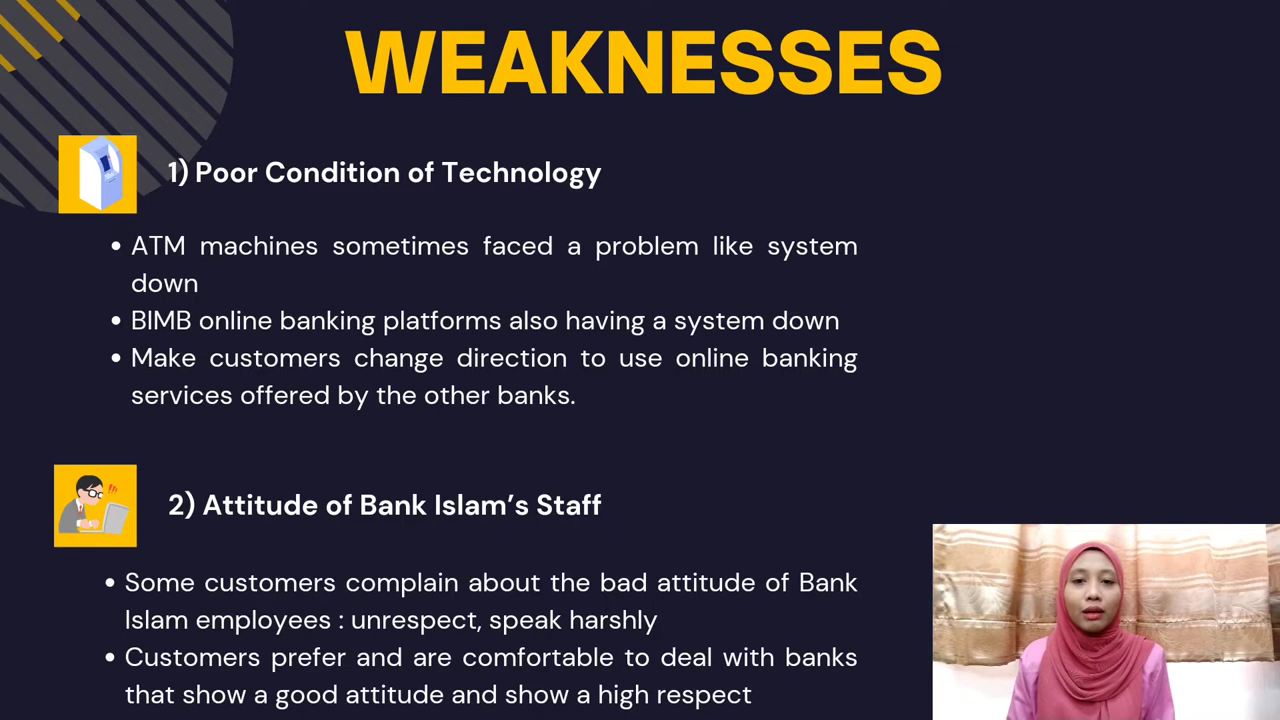 WEAKNESSES
1) Poor Condition of Technology
• ATM machines sometimes faced a problem like system
down
• BIMB online banking platforms also having a system down
• Make customers change direction to use online banking
services offered by the other banks.
2) Attitude of Bank Islam’s Staff
• Some customers complain about the bad attitude of Bank
Islam employees : unrespect, speak harshly
• Customers prefer and are comfortable to deal with banks
that show a good attitude and show a high respect